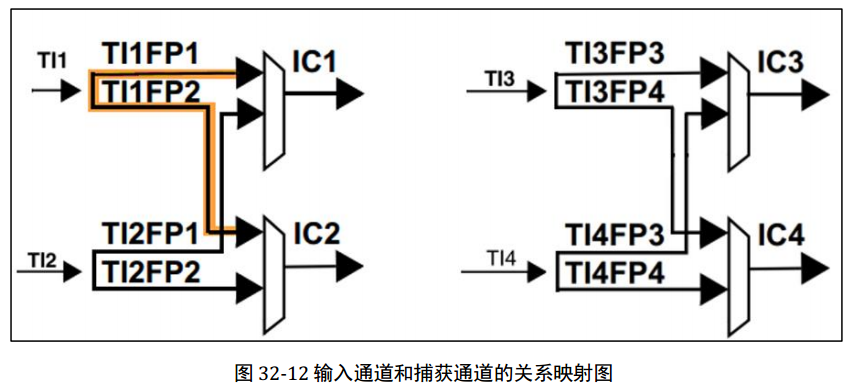 TI1
TI1FP1
TI1FP2
IC1
TI2
TI2FP1
TI2FP2
IC2
TI3
TI3FP3
TI3FP4
IC3
TI4
TI4FP3
TI4FP4
IC4
图 32-12 输入通道和捕获通道的关系映射图